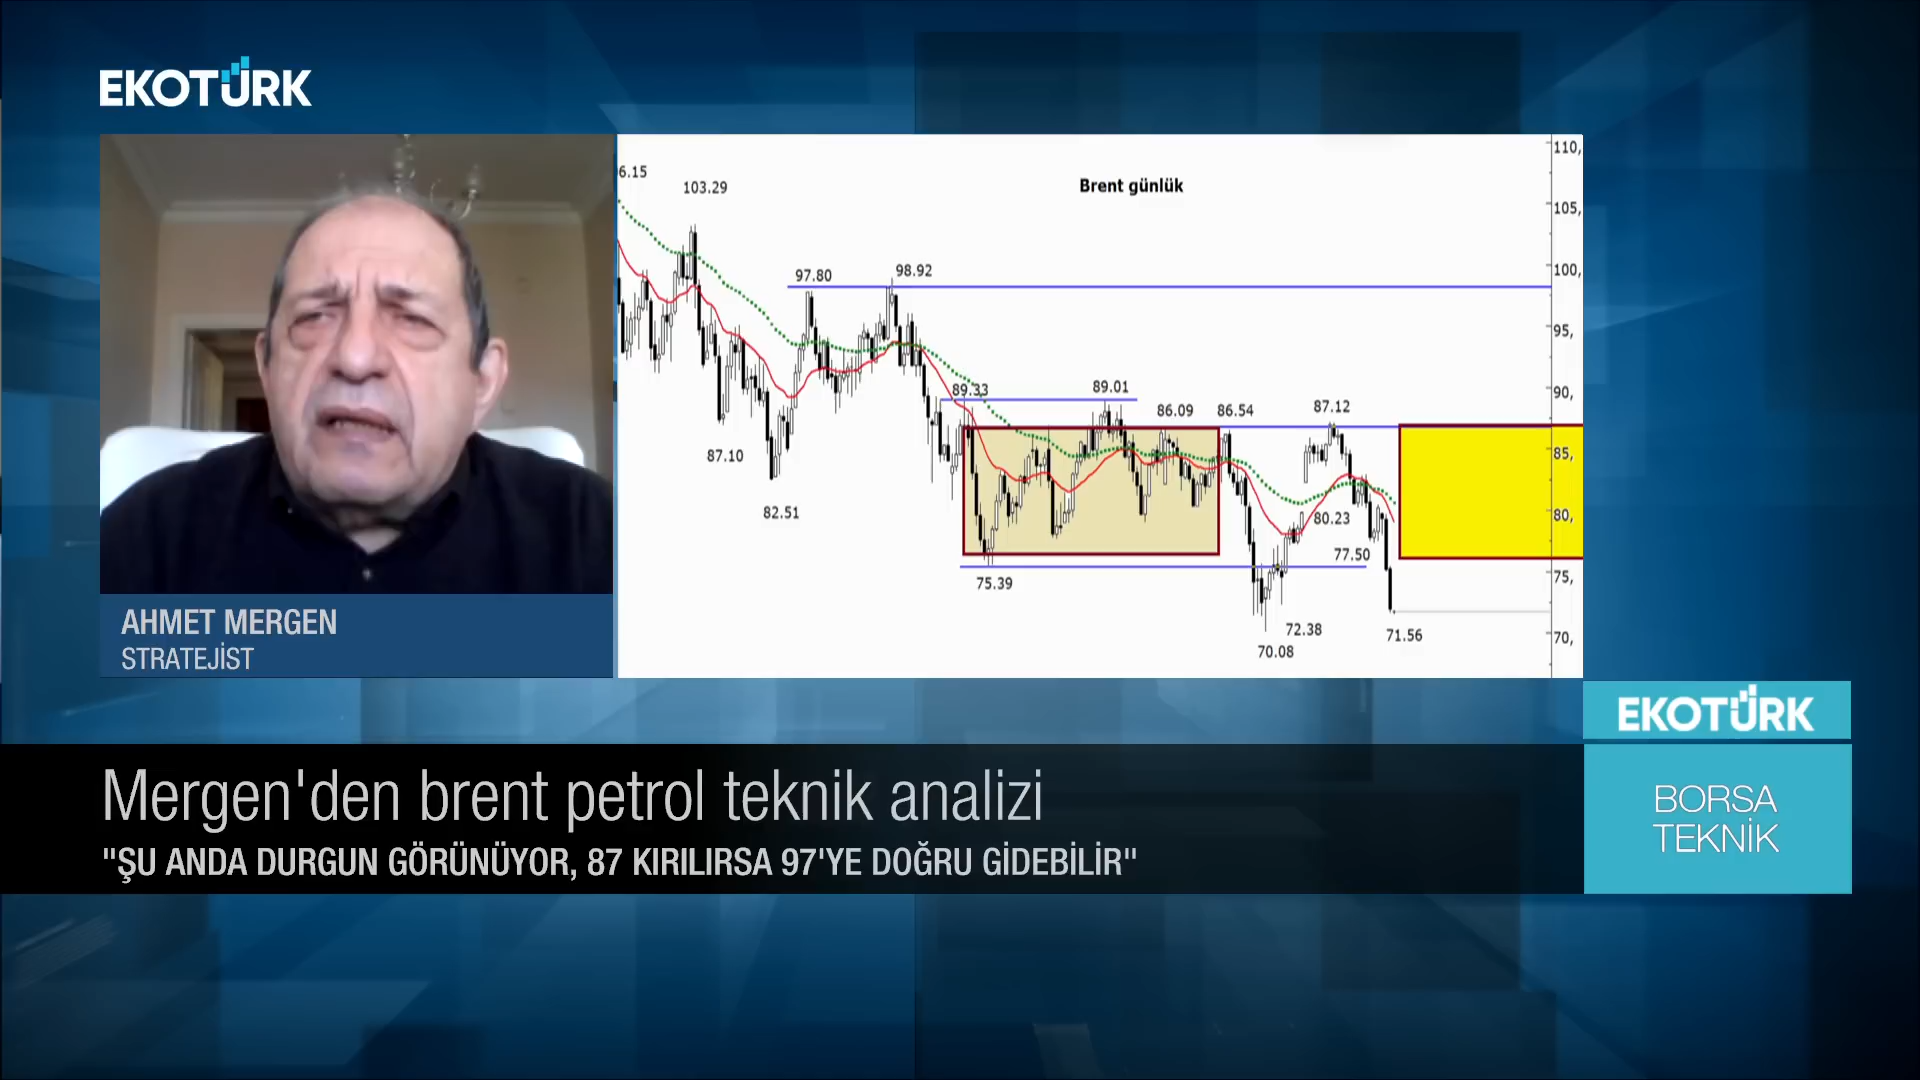 EKOTÜRK
6.15
103.29
Brent günlük
97.80
98.92
89.33
89.01
86.09
86.54
87.12
87.10
82.51
80.23
77.50
75.39
72.38
70.08
71.56
110,
105,
100,
95,
90,
85,
80,
75,
70,
AHMET MERGEN
STRATEJİST
EKOTÜRK
Mergen'den brent petrol teknik analizi
"ŞU ANDA DURGUN GÖRÜNÜYOR, 87 KIRILIRSA 97'YE DOĞRU GİDEBİLİR"
BORSA
TEKNİK